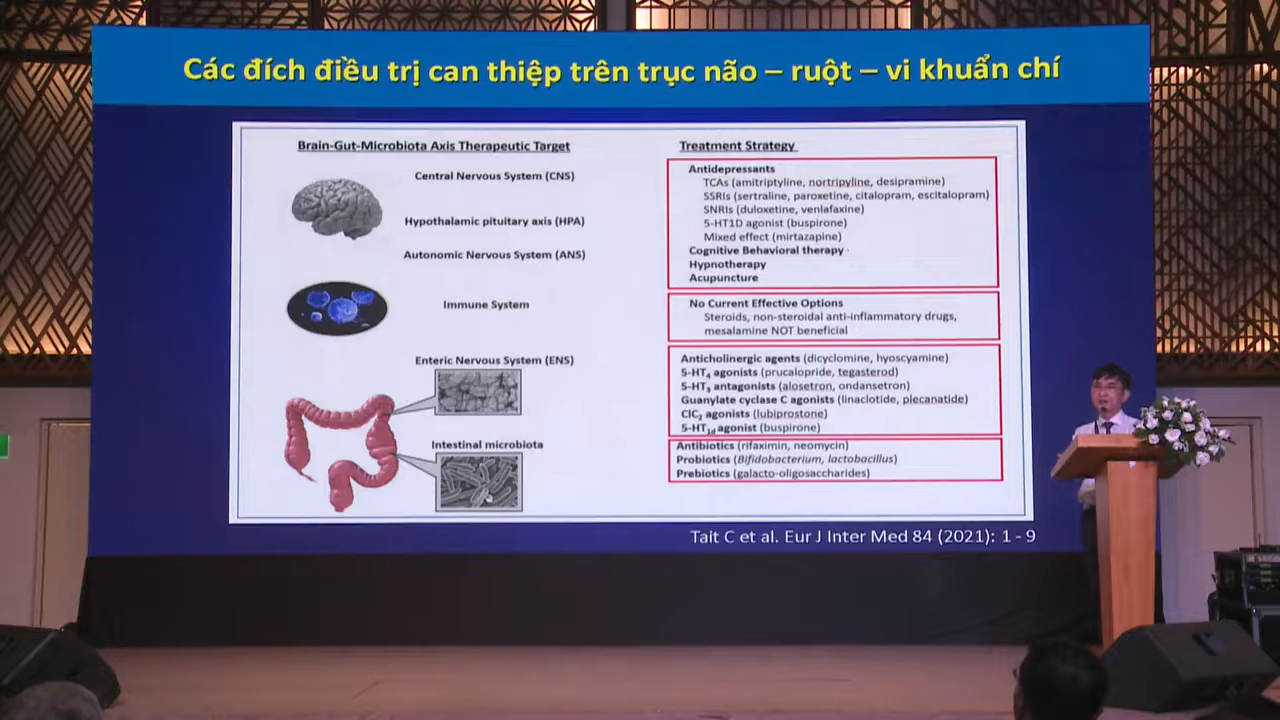 Các đích điều trị can thiệp trên trục não – ruột – vi khuẩn chí
Brain-Gut-Microbiota Axis Therapeutic Target
Central Nervous System (CNS)
Hypothalamic pituitary axis (HPA)
Autonomic Nervous System (ANS)
Immune System
Enteric Nervous System (ENS)
Intestinal microbiota
Treatment Strategy
Antidepressants
TCAs (amitriptyline, nortripyline, desipramine)
SSRIs (sertraline, paroxetine, citalopram, escitalopram)
SNRIs (duloxetine, venlafaxine)
5-HT1D agonist (buspirone)
Mixed effect (mirtazapine)
Cognitive Behavioral therapy
Hypnotherapy
Acupuncture
No Current Effective Options
Steroids, non-steroidal anti-inflammatory drugs,
mesalamine NOT beneficial
Anticholinergic agents (dicyclomine, hyoscyamine)
5-HT₄ agonists (prucalopride, tegasterod)
5-HT₃ antagonists (alosetron, ondansetron)
Guanylate cyclase C agonists (linaclotide, plecanatide)
ClC₂ agonists (lubiprostone)
5-HT1d agonist (buspirone)
Antibiotics (rifaximin, neomycin)
Probiotics (Bifidobacterium, lactobacillus)
Prebiotics (galacto-oligosaccharides)
Tait C et al. Eur J Inter Med 84 (2021): 1 - 9